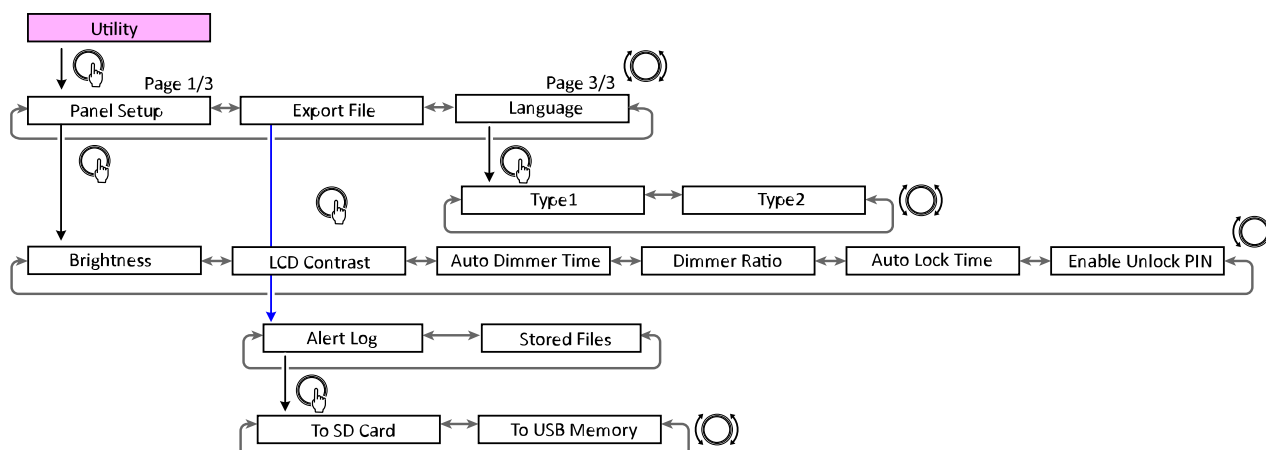 Utility
Page 1/3
Page 3/3
Panel Setup
Export File
Language
Type1
Type2
Brightness
LCD Contrast
Auto Dimmer Time
Dimmer Ratio
Auto Lock Time
Enable Unlock PIN
Alert Log
Stored Files
To SD Card
To USB Memory